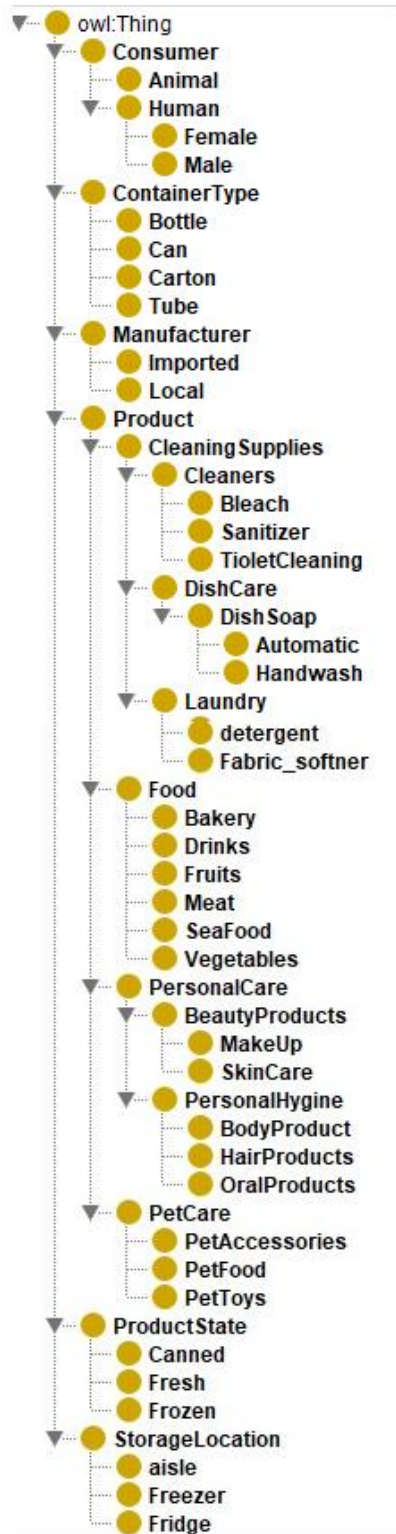 owl:Thing
Consumer
Animal
Human
Female
Male
ContainerType
Bottle
Can
Carton
Tube
Manufacturer
Imported
Local
Product
CleaningSupplies
Cleaners
Bleach
Sanitizer
TioletCleaning
DishCare
DishSoap
Automatic
Handwash
Laundry
detergent
Fabric_softner
Food
Bakery
Drinks
Fruits
Meat
SeaFood
Vegetables
PersonalCare
BeautyProducts
MakeUp
SkinCare
PersonalHygine
BodyProduct
HairProducts
OralProducts
PetCare
PetAccessories
PetFood
PetToys
ProductState
Canned
Fresh
Frozen
StorageLocation
aisle
Freezer
Fridge